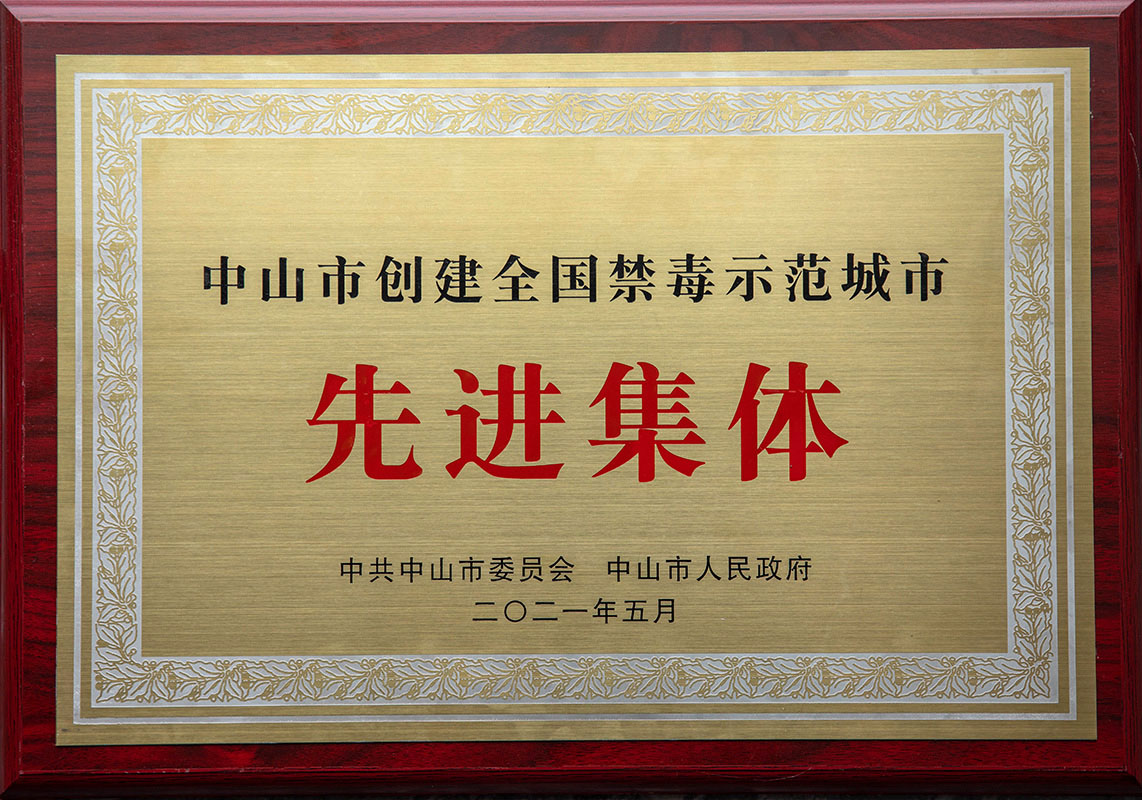 中山市创建全国禁毒示范城市
先进集体
中共中山市委员会　中山市人民政府
二〇二一年五月